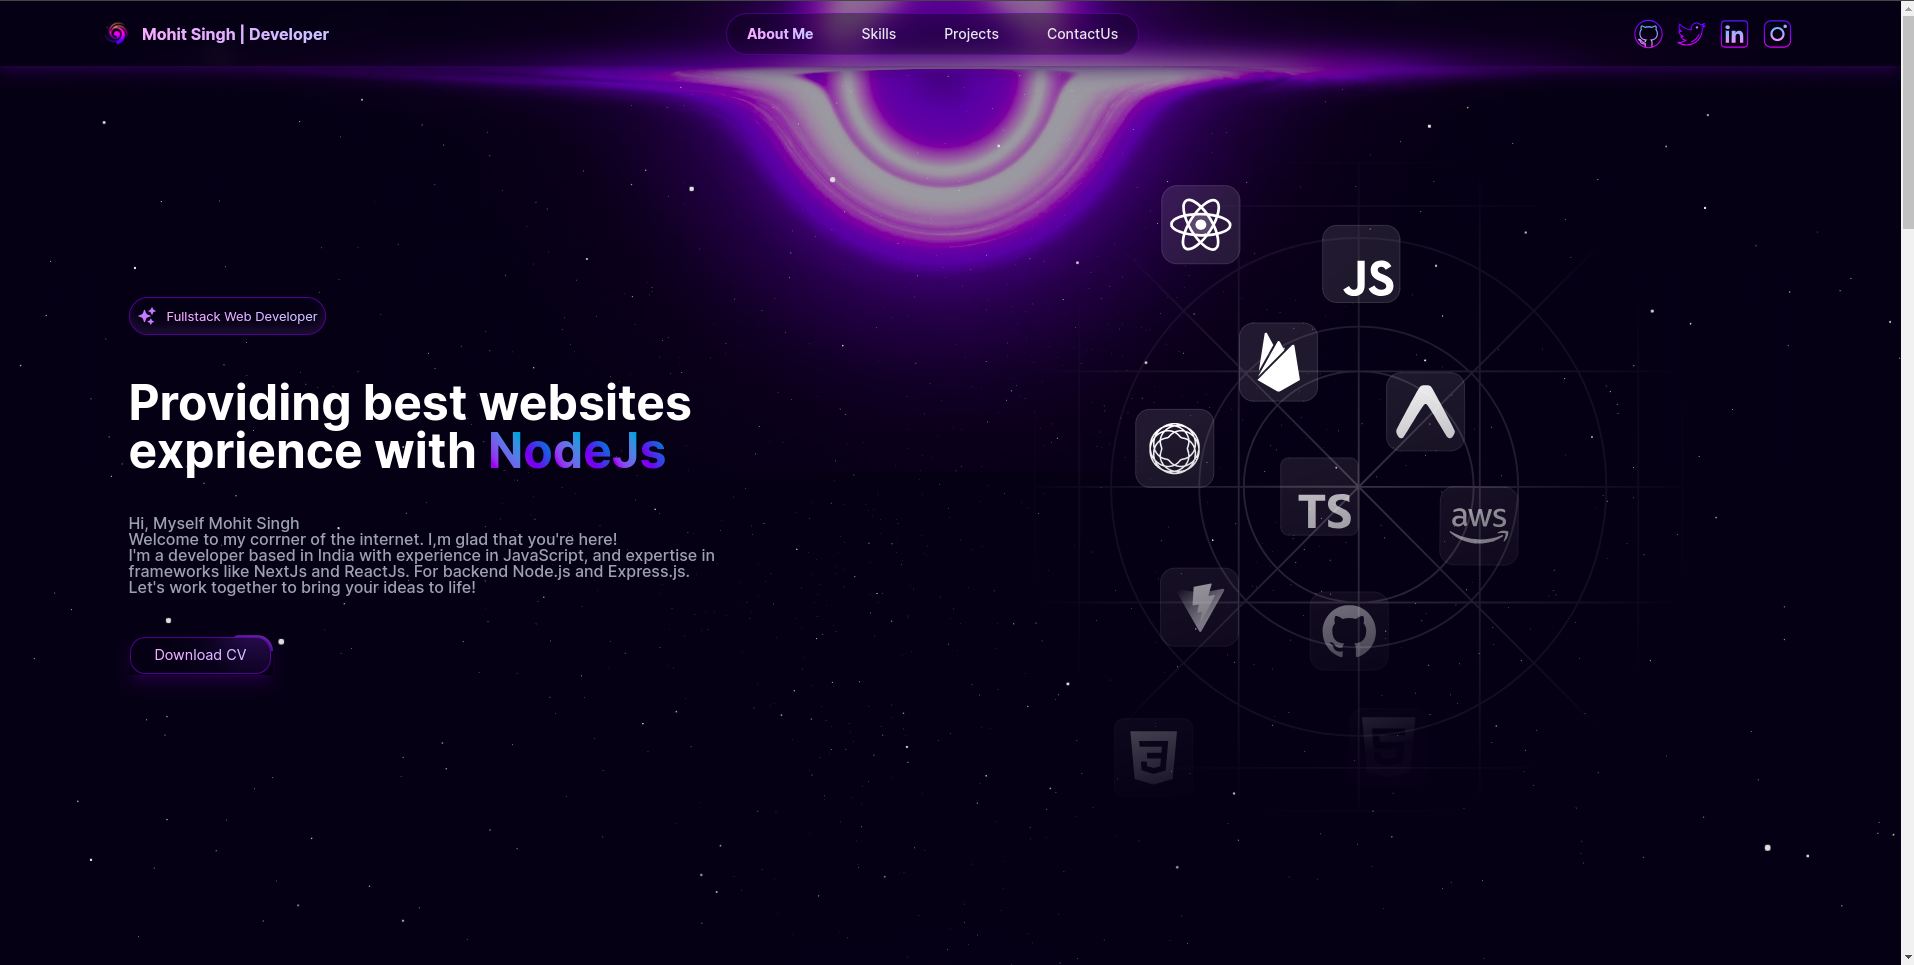 Mohit Singh | Developer
About Me
Skills
Projects
ContactUs
in
JS
Fullstack Web Developer
Providing best websites
exprience with NodeJs
TS
aws
Hi, Myself Mohit Singh
Welcome to my corrner of the internet. I,m glad that you're here!
I'm a developer based in India with experience in JavaScript, and expertise in
frameworks like NextJs and ReactJs. For backend Node.js and Express.js.
Let's work together to bring your ideas to life!
Download CV
3
5